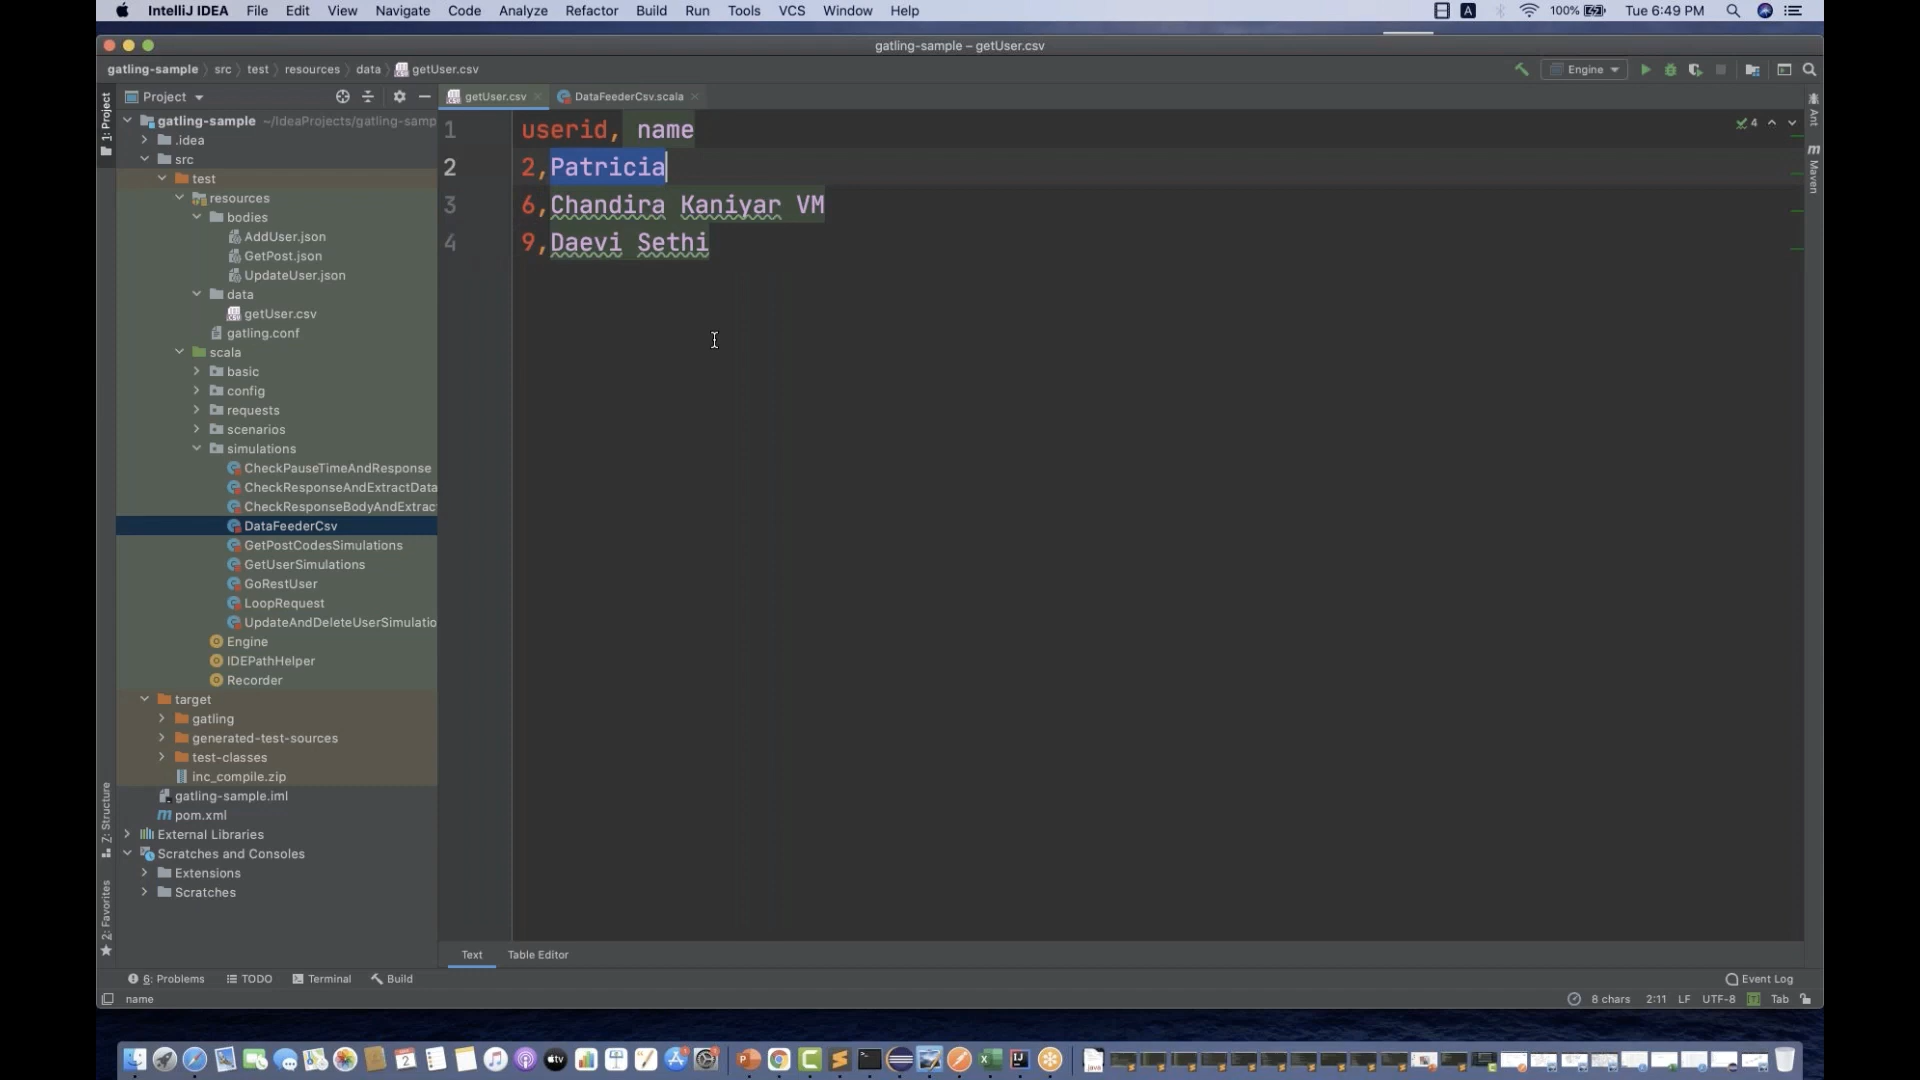 IntelliJ IDEA File Edit View Navigate Code Analyze Refactor Build Run Tools VCS Window Help A 100% Tue 6:49 PM
gatling-sample – getUser.csv
gatling-sample src test resources data getUser.csv Engine
Project getUser.csv DataFeederCsv.scala
1: Project
gatling-sample ~/IdeaProjects/gatling-samp
.idea
src
test
resources
bodies
AddUser.json
GetPost.json
UpdateUser.json
data
getUser.csv
gatling.conf
scala
basic
config
requests
scenarios
simulations
CheckPauseTimeAndResponse
CheckResponseAndExtractData
CheckResponseBodyAndExtrac
DataFeederCsv
GetPostCodesSimulations
GetUserSimulations
GoRestUser
LoopRequest
UpdateAndDeleteUserSimulatio
Engine
IDEPathHelper
Recorder
target
gatling
generated-test-sources
test-classes
inc_compile.zip
gatling-sample.iml
pom.xml
External Libraries
Scratches and Consoles
Extensions
Scratches
Z: Structure
2: Favorites
1 userid, name
2 2,Patricia
3 6,Chandira Kaniyar VM
4 9,Daevi Sethi
4
Ant
Maven
Text Table Editor
6: Problems TODO Terminal Build Event Log
name 8 chars 2:11 LF UTF-8 Tab